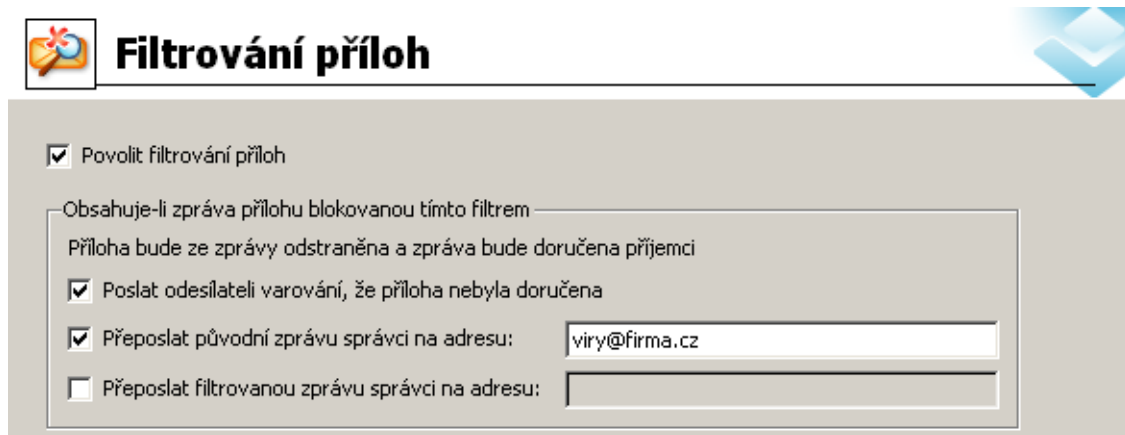 Filtrování příloh
Povolit filtrování příloh
Obsahuje-li zpráva přílohu blokovanou tímto filtrem
Příloha bude ze zprávy odstraněna a zpráva bude doručena příjemci
Poslat odesílateli varování, že příloha nebyla doručena
Přeposlat původní zprávu správci na adresu: viry@firma.cz
Přeposlat filtrovanou zprávu správci na adresu: